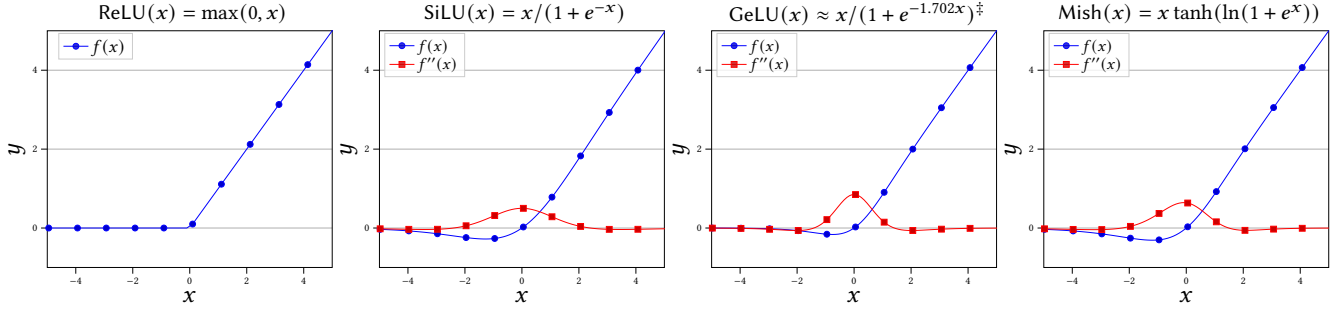 ReLU(x) = max(0, x)
f(x)
y
4
2
0
−4
−2
0
2
4
x
SiLU(x) = x/(1 + e^{−x})
f(x)
f''(x)
y
4
2
0
−4
−2
0
2
4
x
GeLU(x) ≈ x/(1 + e^{−1.702x})^‡
f(x)
f''(x)
y
4
2
0
−4
−2
0
2
4
x
Mish(x) = x tanh(ln(1 + e^x))
f(x)
f''(x)
y
4
2
0
−4
−2
0
2
4
x